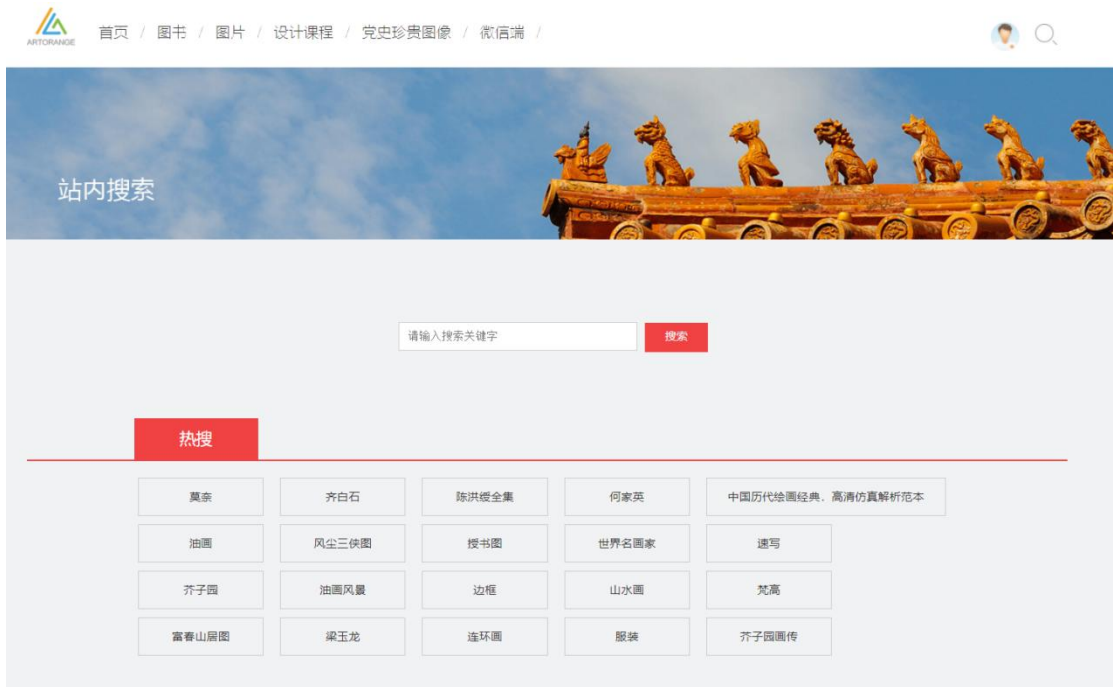 ARTORANGE
首页 / 图书 / 图片 / 设计课程 / 党史珍贵图像 / 微信端 /
站内搜索
请输入搜索关键字 搜索
热搜
莫奈 齐白石 陈洪绶全集 何家英 中国历代绘画经典,高清仿真解析范本
油画 风尘三侠图 授书图 世界名画家 速写
芥子园 油画风景 边框 山水画 梵高
富春山居图 梁玉龙 连环画 服装 芥子园画传